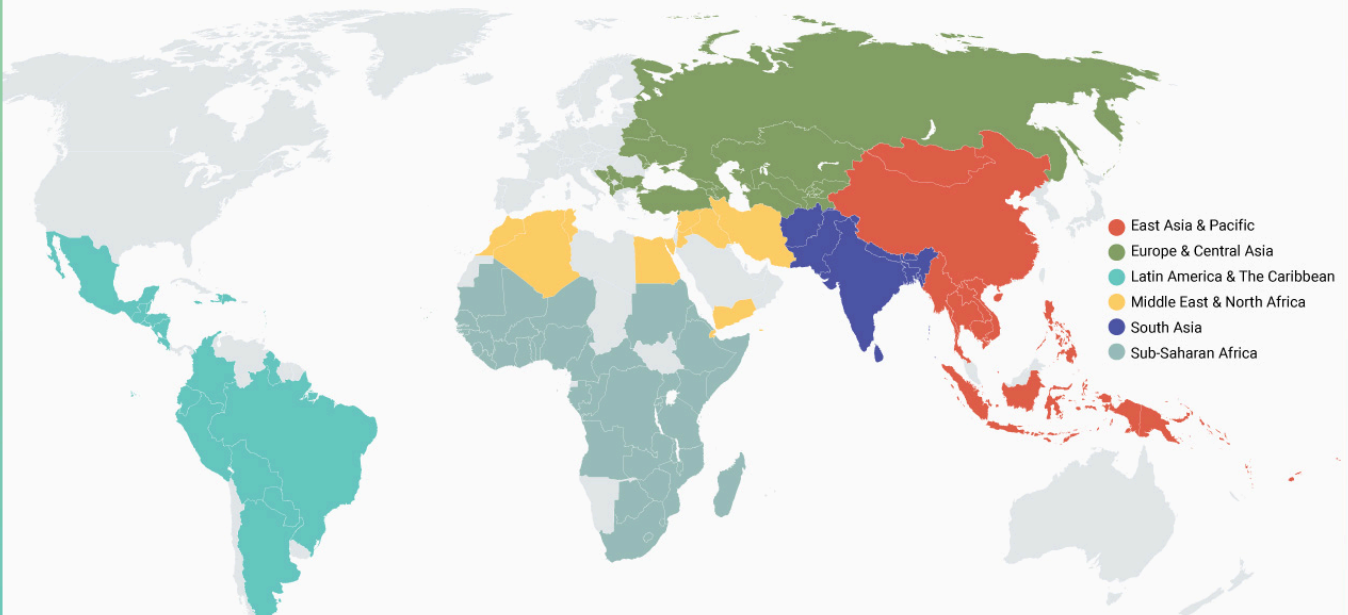 East Asia & Pacific
Europe & Central Asia
Latin America & The Caribbean
Middle East & North Africa
South Asia
Sub-Saharan Africa